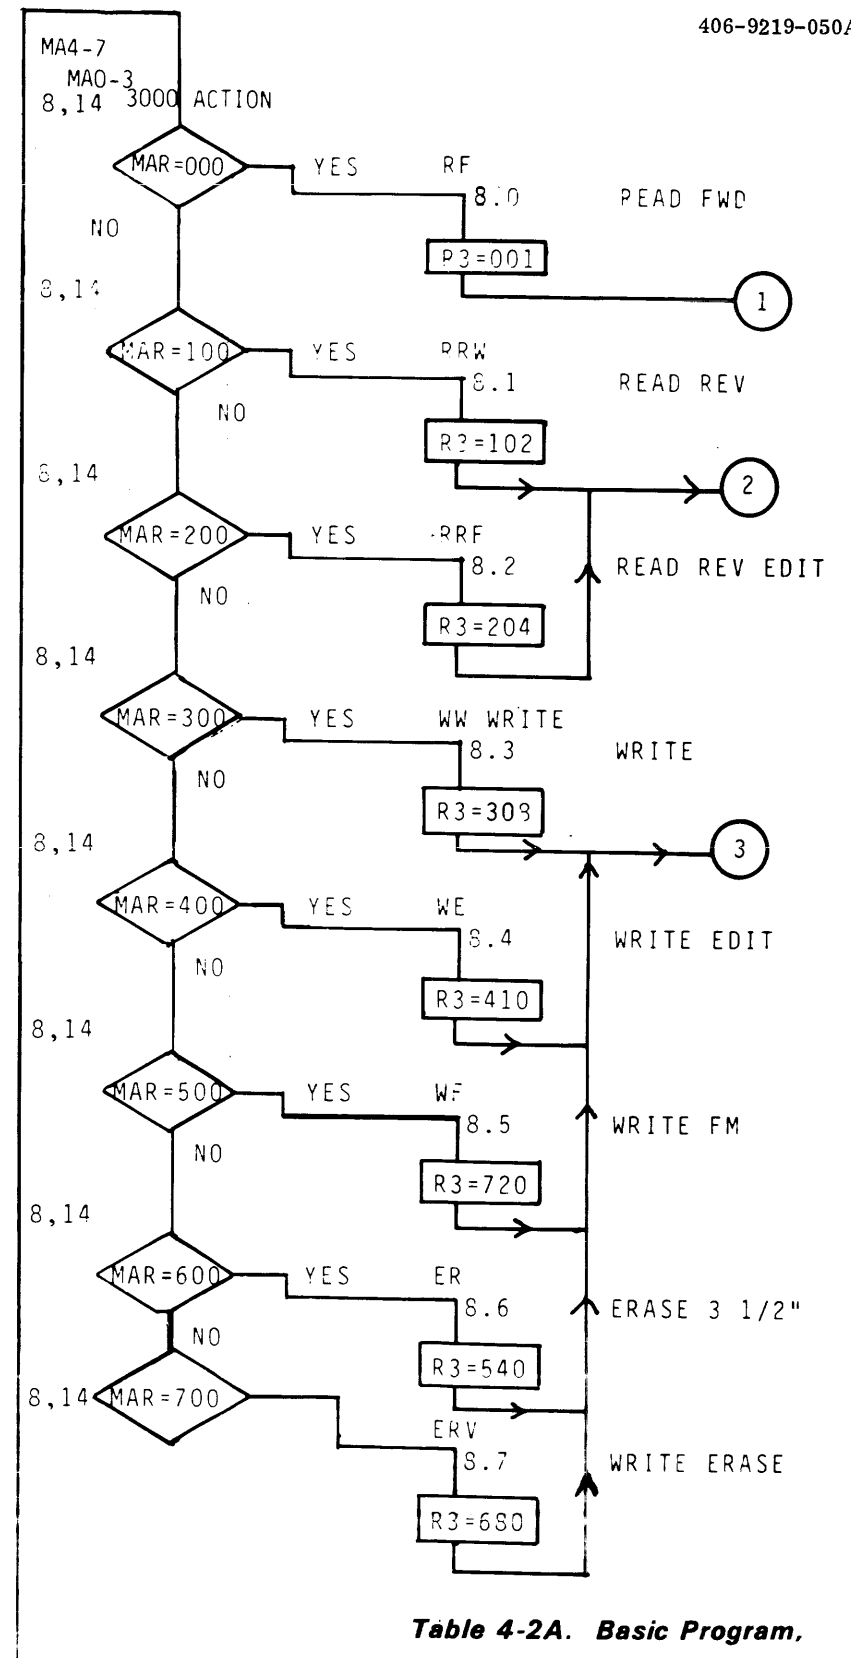 406-9219-050A
MA4-7
MA0-3
8,14 3000 ACTION
MAR=000 YES RF
8.0 READ FWD
NO
R3=001
8,14
1
MAR=100 YES RRW
8.1 READ REV
NO
R3=102
8,14
2
MAR=200 YES RRF
8.2 READ REV EDIT
NO
R3=204
8,14
MAR=300 YES WW WRITE
8.3 WRITE
NO
R3=308
8,14
3
MAR=400 YES WE
8.4 WRITE EDIT
NO
R3=410
8,14
MAR=500 YES WF
8.5 WRITE FM
NO
R3=720
8,14
MAR=600 YES ER
8.6 ERASE 3 1/2"
NO
R3=540
8,14 MAR=700
ERV
8.7 WRITE ERASE
R3=680
Table 4-2A. Basic Program,